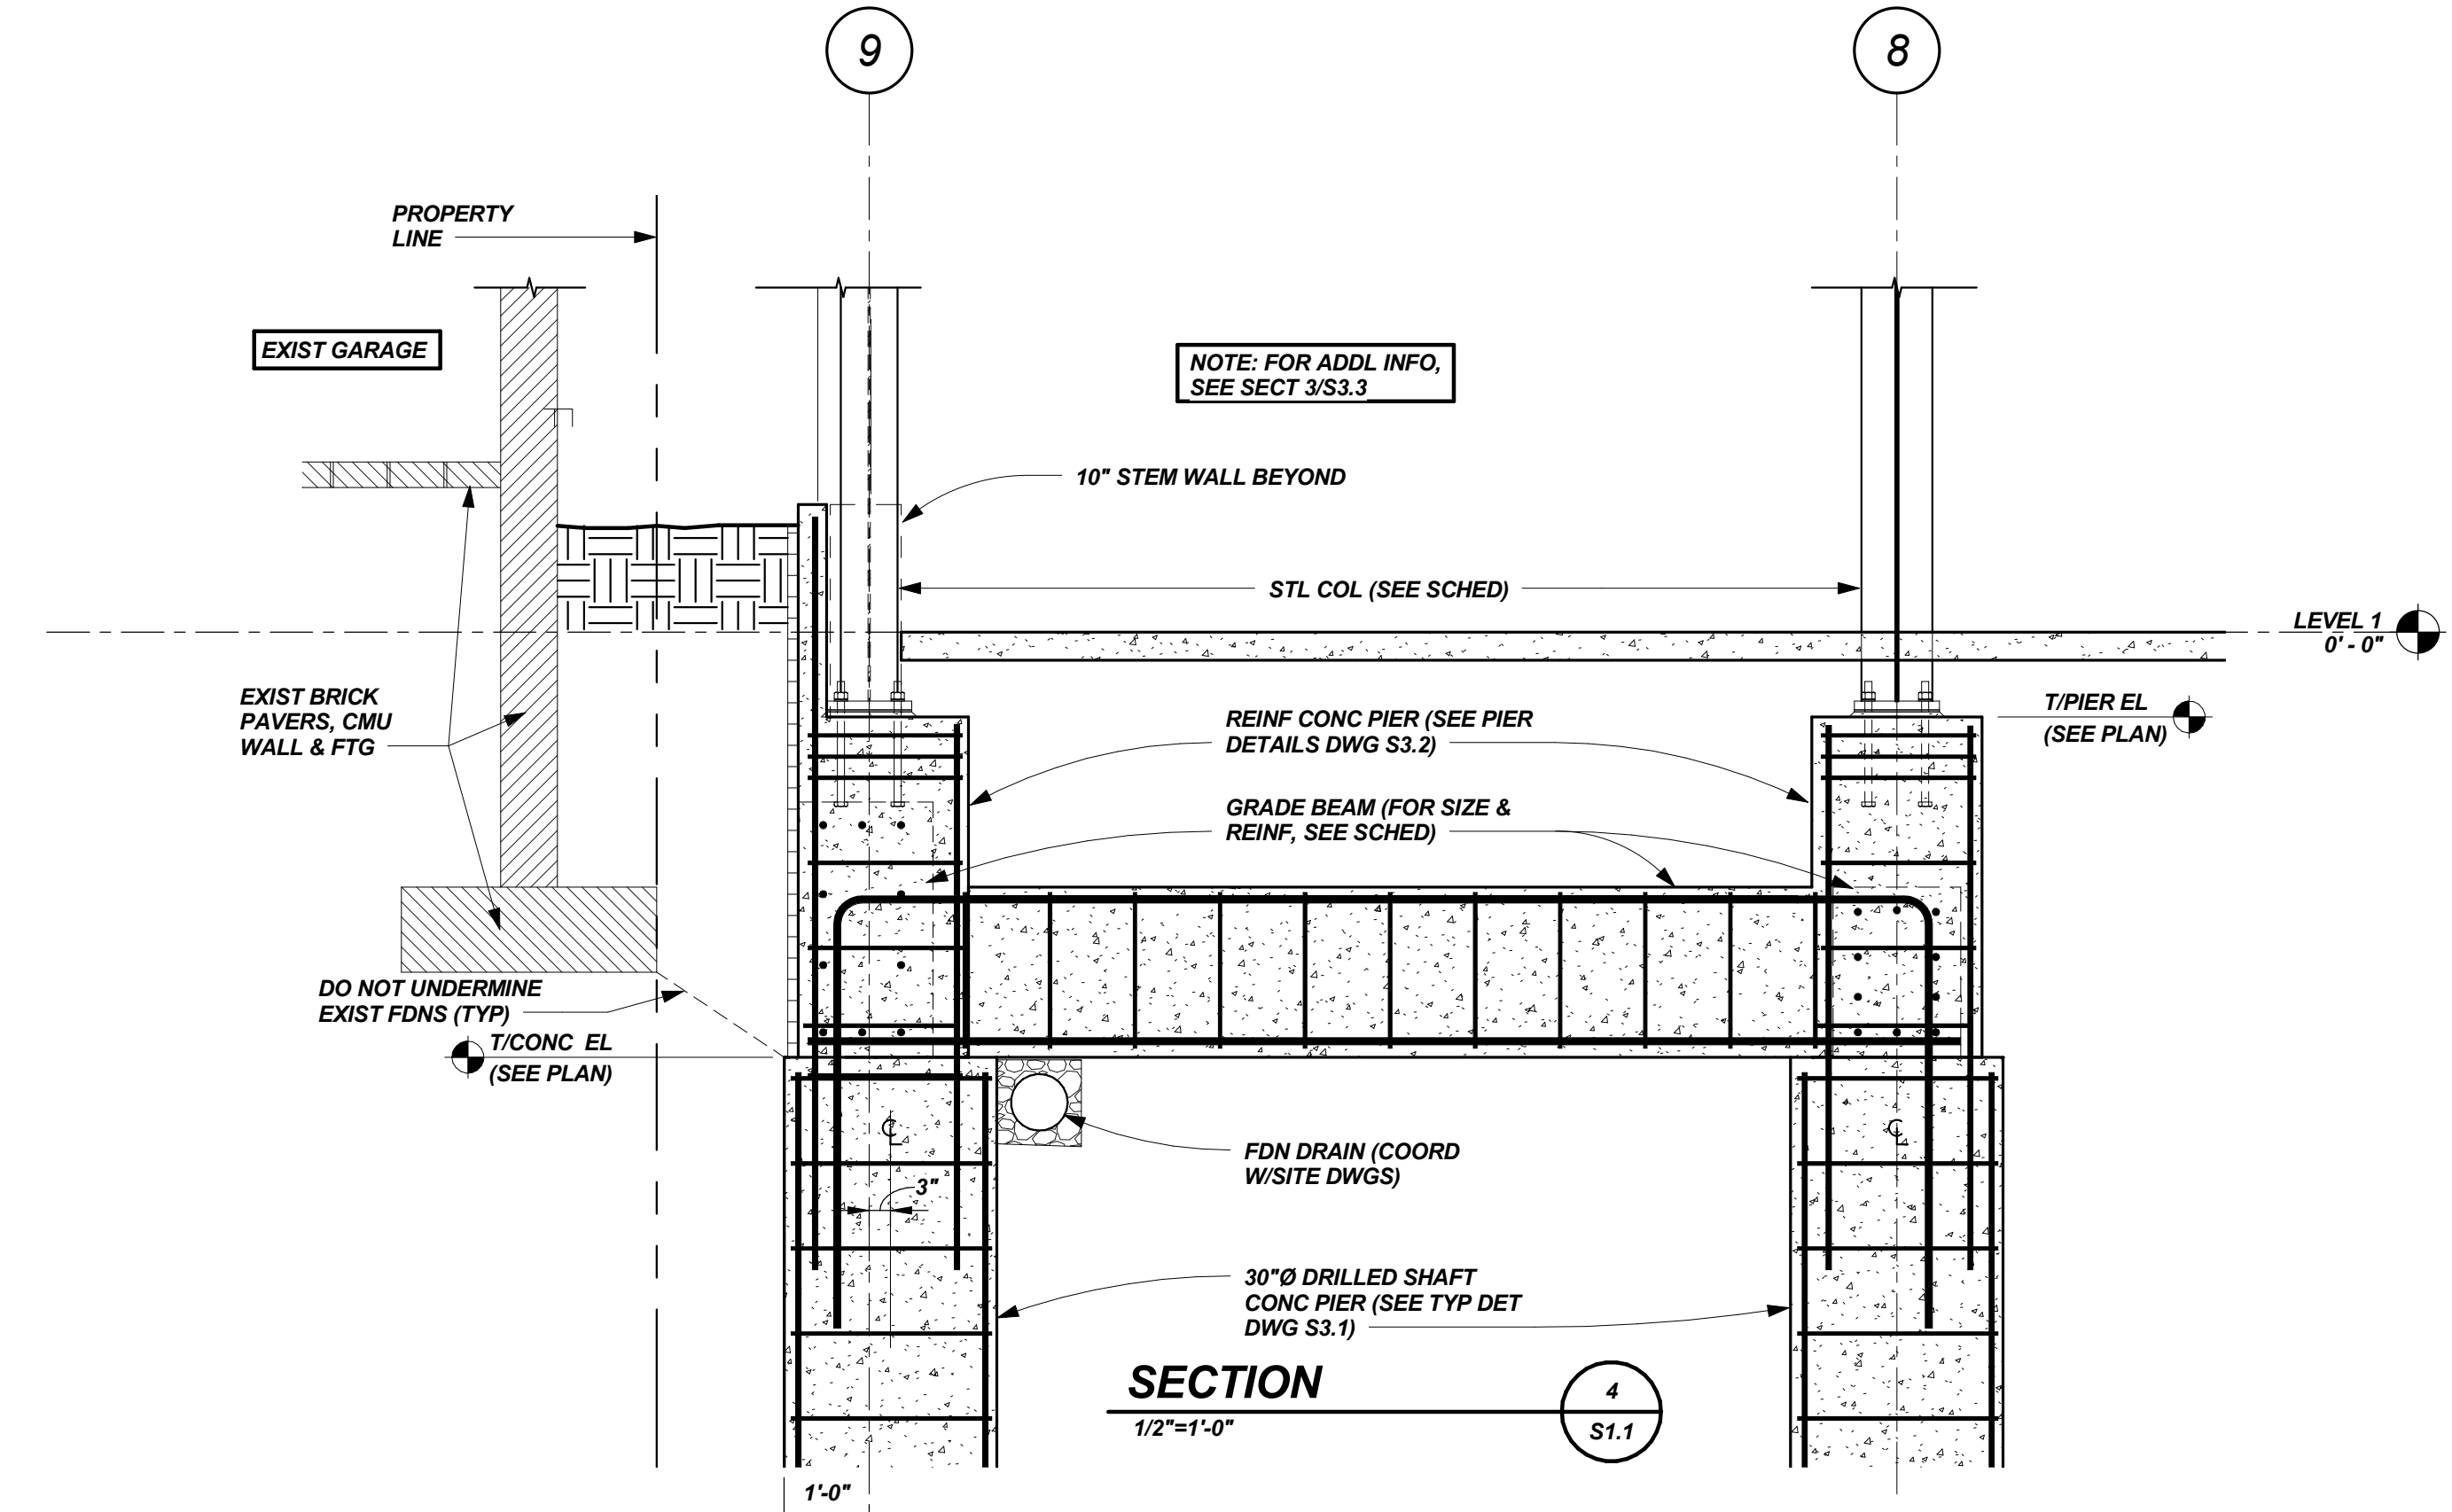 9
8
PROPERTY
LINE
EXIST GARAGE
NOTE: FOR ADDL INFO,
SEE SECT 3/S3.3
10" STEM WALL BEYOND
STL COL (SEE SCHED)
LEVEL 1
0' - 0"
EXIST BRICK
PAVERS, CMU
WALL & FTG
T/PIER EL
(SEE PLAN)
REINF CONC PIER (SEE PIER
DETAILS DWG S3.2)
GRADE BEAM (FOR SIZE &
REINF, SEE SCHED)
DO NOT UNDERMINE
EXIST FDNS (TYP)
T/CONC EL
(SEE PLAN)
℄
℄
FDN DRAIN (COORD
W/SITE DWGS)
3"
30"Ø DRILLED SHAFT
CONC PIER (SEE TYP DET
DWG S3.1)
SECTION
1/2"=1'-0"
4
S1.1
1'-0"